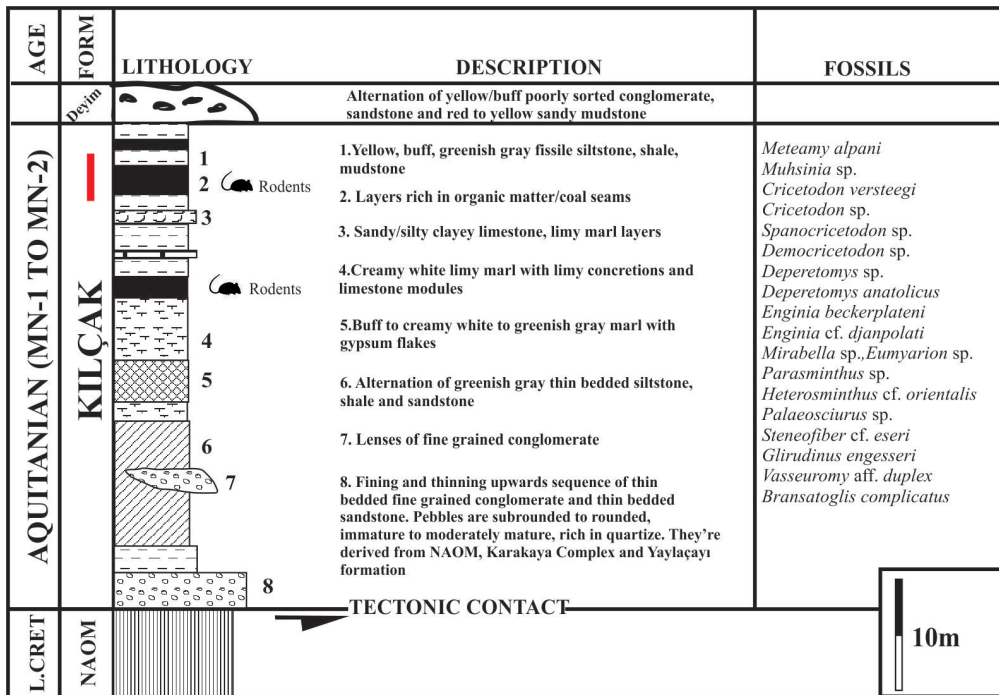 AGE
FORM
LITHOLOGY
DESCRIPTION
FOSSILS
Deyim
Alternation of yellow/buff poorly sorted conglomerate,
sandstone and red to yellow sandy mudstone
AQUITANIAN (MN-1 TO MN-2)
KILÇAK
1
2
Rodents
3
Rodents
4
5
6
7
8
1.Yellow, buff, greenish gray fissile siltstone, shale,
mudstone
2. Layers rich in organic matter/coal seams
3. Sandy/silty clayey limestone, limy marl layers
4.Creamy white limy marl with limy concretions and
limestone modules
5.Buff to creamy white to greenish gray marl with
gypsum flakes
6. Alternation of greenish gray thin bedded siltstone,
shale and sandstone
7. Lenses of fine grained conglomerate
8. Fining and thinning upwards sequence of thin
bedded fine grained conglomerate and thin bedded
sandstone. Pebbles are subrounded to rounded,
immature to moderately mature, rich in quartize. They're
derived from NAOM, Karakaya Complex and Yaylaçayı
formation
Meteamy alpani
Muhsinia sp.
Cricetodon versteegi
Cricetodon sp.
Spanocricetodon sp.
Democricetodon sp.
Deperetomys sp.
Deperetomys anatolicus
Enginia beckerplateni
Enginia cf. djanpolati
Mirabella sp.,Eumyarion sp.
Parasminthus sp.
Heterosminthus cf. orientalis
Palaeosciurus sp.
Steneofiber cf. eseri
Glirudinus engesseri
Vasseuromy aff. duplex
Bransatoglis complicatus
TECTONIC CONTACT
L.CRET
NAOM
10m